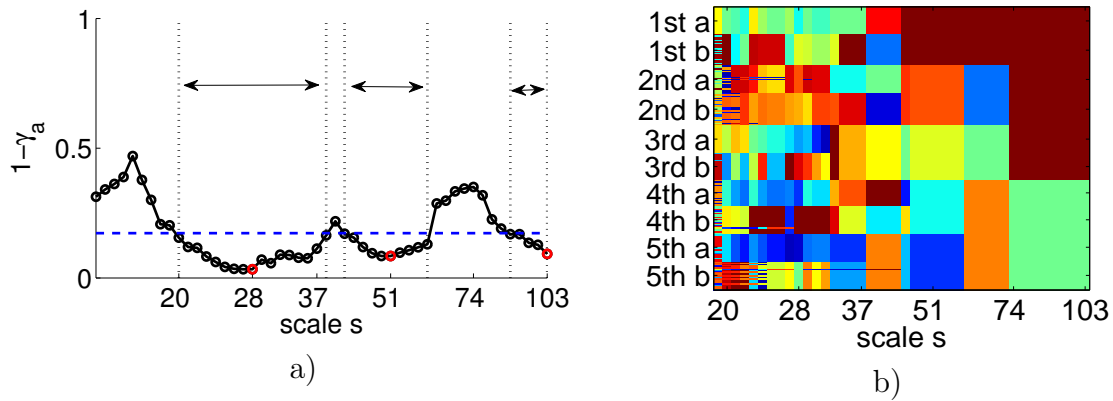 1
0.5
0
1−γa
20 28 37 51 74 103
scale s
a)
1st a
1st b
2nd a
2nd b
3rd a
3rd b
4th a
4th b
5th a
5th b
20 28 37 51 74 103
scale s
b)